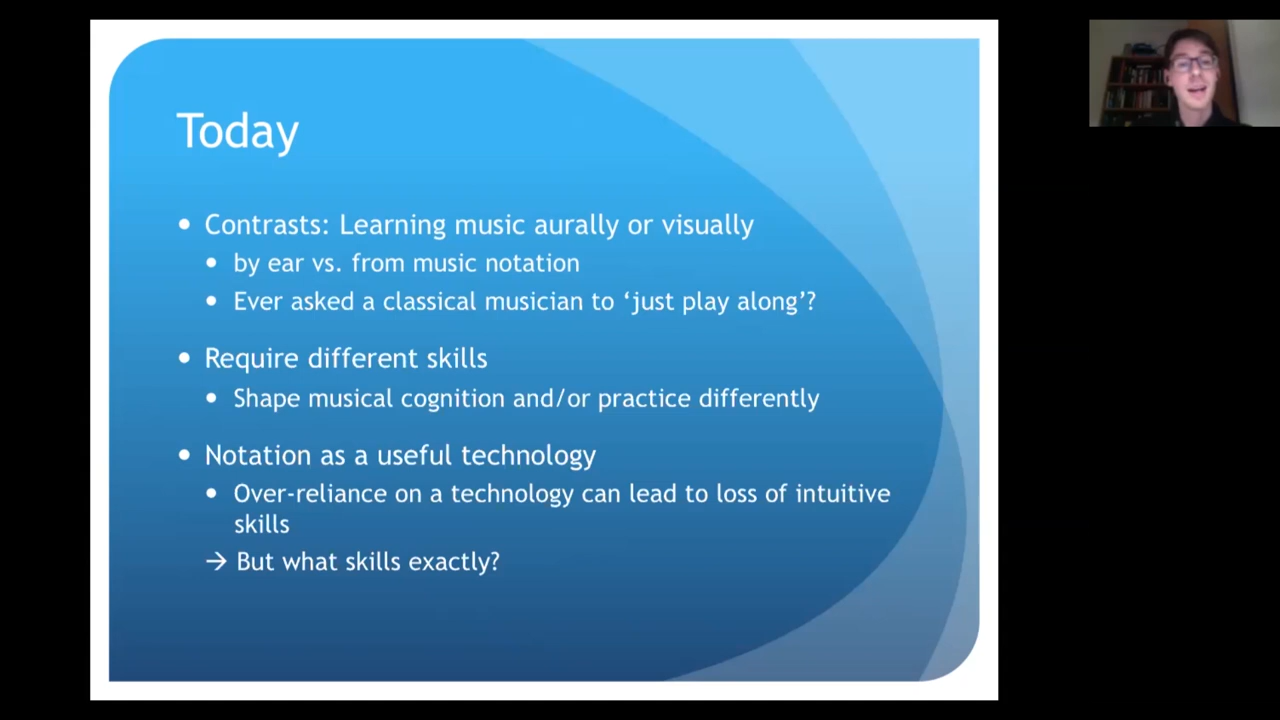 Today
• Contrasts: Learning music aurally or visually
• by ear vs. from music notation
• Ever asked a classical musician to ‘just play along’?
• Require different skills
• Shape musical cognition and/or practice differently
• Notation as a useful technology
• Over-reliance on a technology can lead to loss of intuitive
skills
→ But what skills exactly?